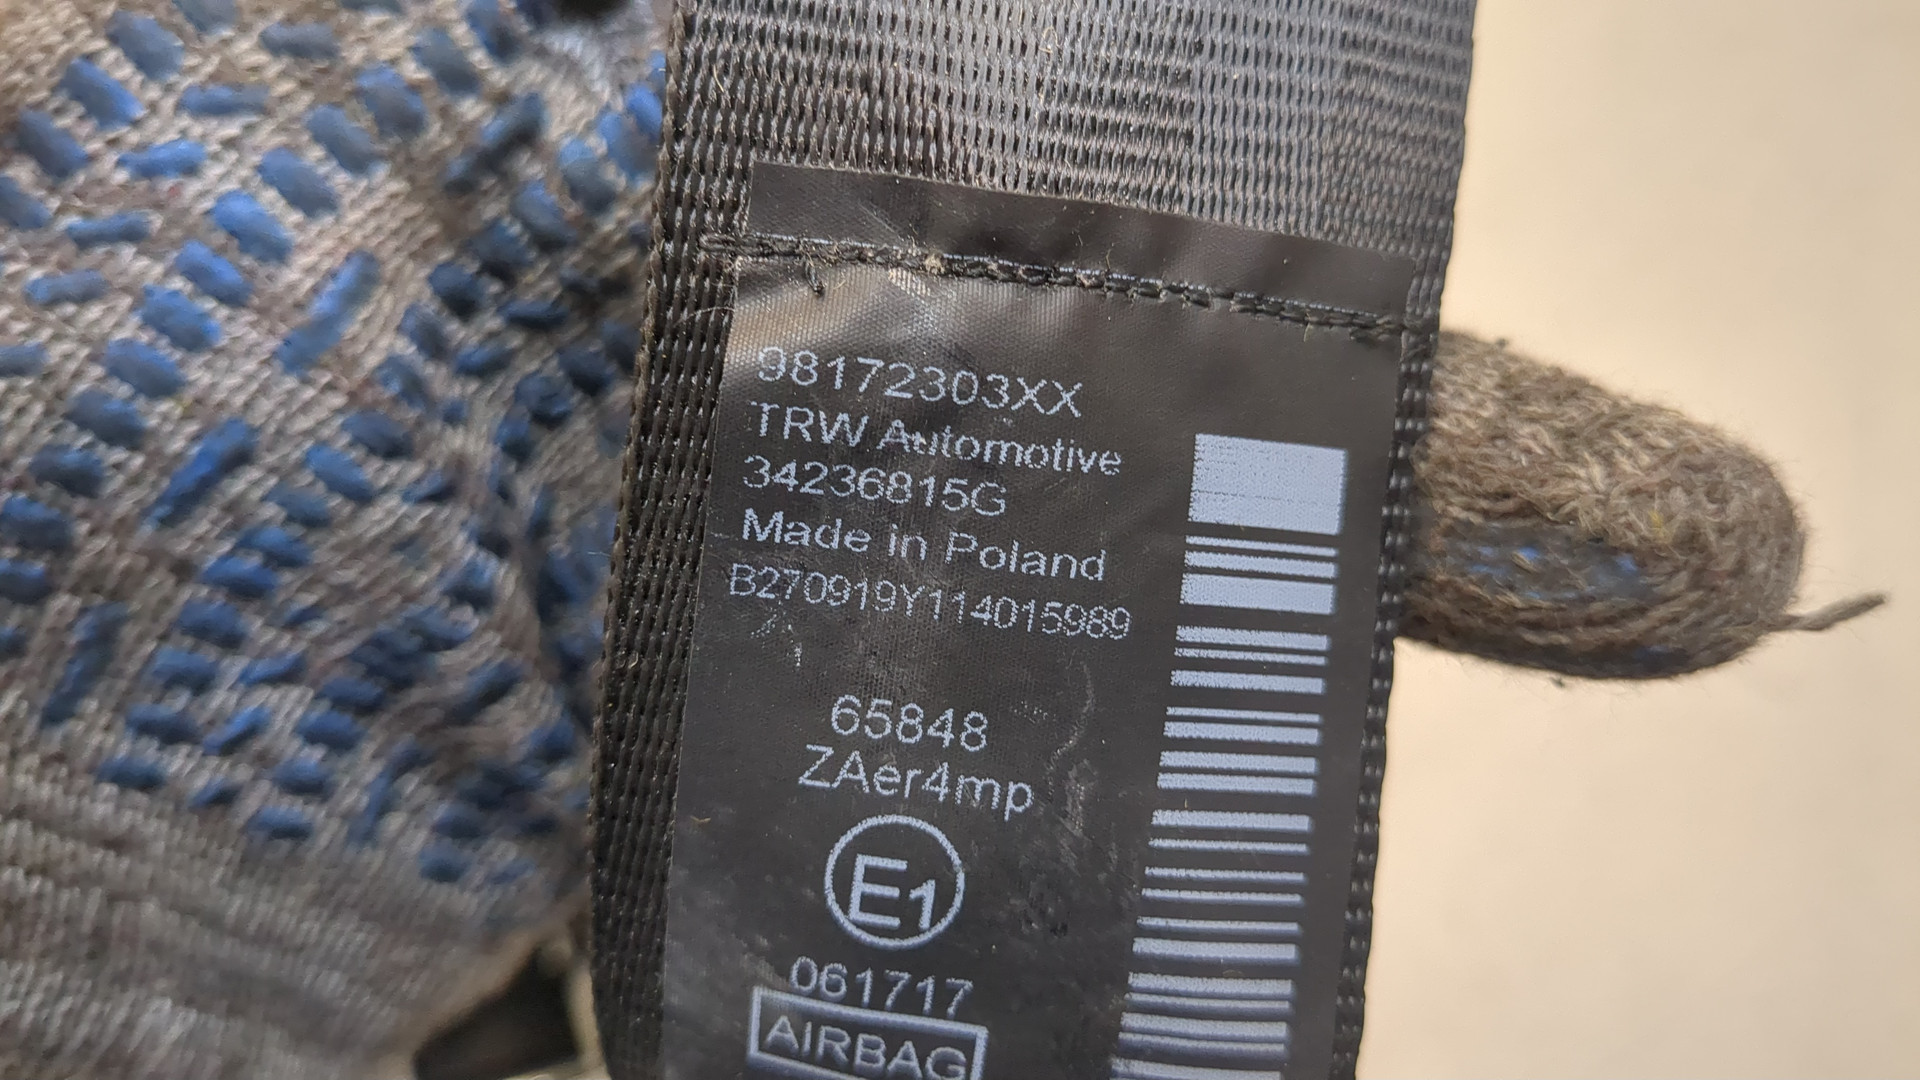 98172303XX
TRW Automotive
34236815G
Made in Poland
B270919Y114015989
65848
ZAer4mp
E1
061717
AIRBAG